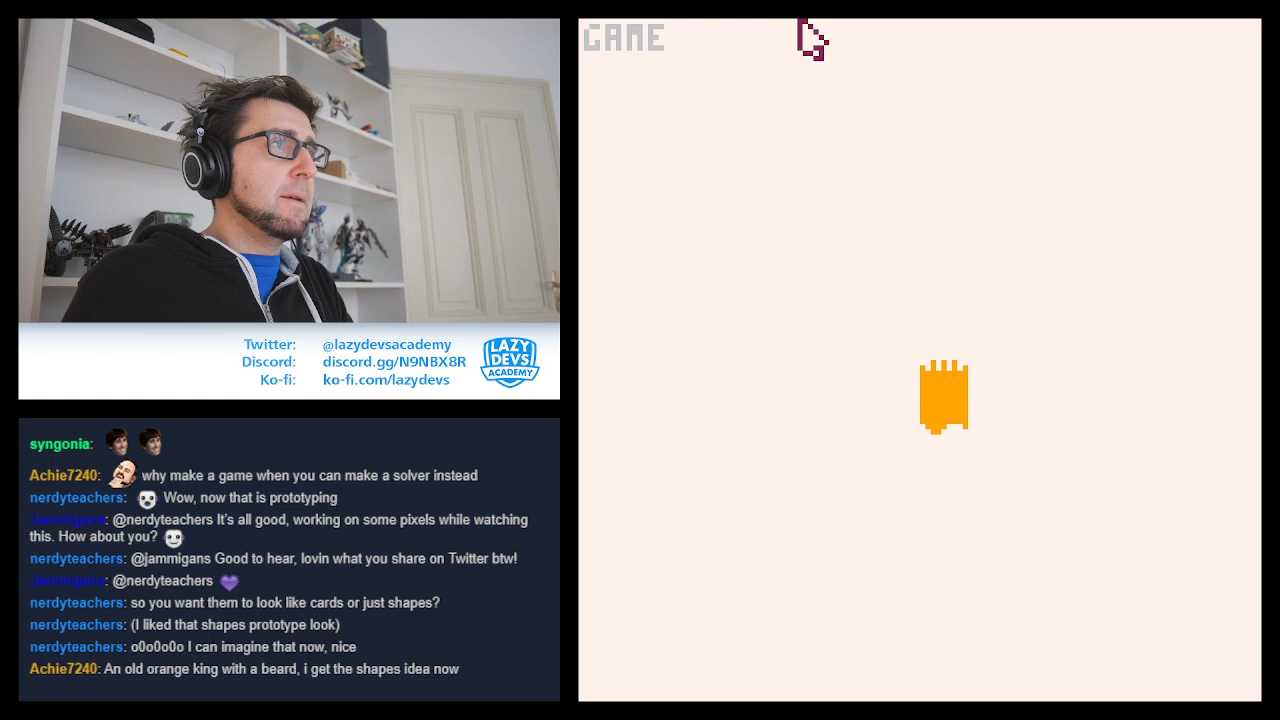 GAME
Twitter: @lazydevsacademy
Discord: discord.gg/N9NBX8R
Ko-fi: ko-fi.com/lazydevs
LAZY
DEVS
ACADEMY
syngonia:
Achie7240: why make a game when you can make a solver instead
nerdyteachers: Wow, now that is prototyping
Jammigans: @nerdyteachers It's all good, working on some pixels while watching
this. How about you?
nerdyteachers: @jammigans Good to hear, lovin what you share on Twitter btw!
Jammigans: @nerdyteachers
nerdyteachers: so you want them to look like cards or just shapes?
nerdyteachers: (I liked that shapes prototype look)
nerdyteachers: o0o0o0o I can imagine that now, nice
Achie7240: An old orange king with a beard, i get the shapes idea now